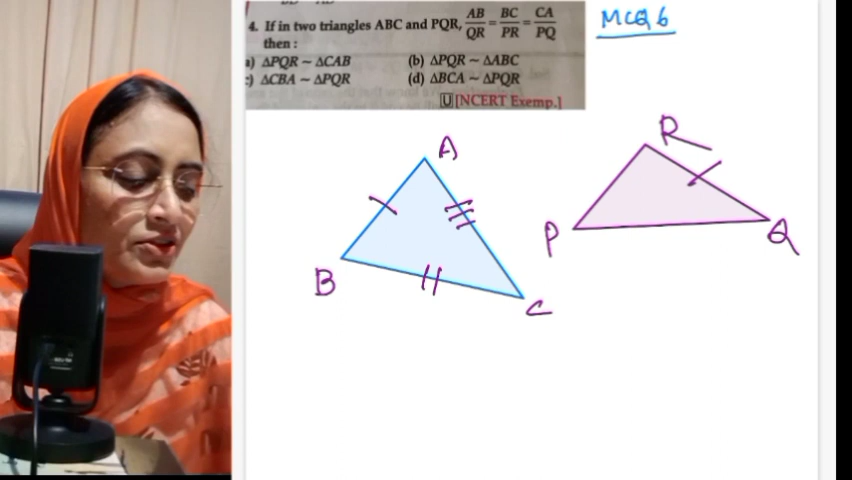 4. If in two triangles ABC and PQR, AB/QR = BC/PR = CA/PQ
then :
a) ΔPQR ~ ΔCAB (b) ΔPQR ~ ΔABC
c) ΔCBA ~ ΔPQR (d) ΔBCA ~ ΔPQR
U [NCERT Exemp.]
MCQ 6
A
B
C
R
P
Q